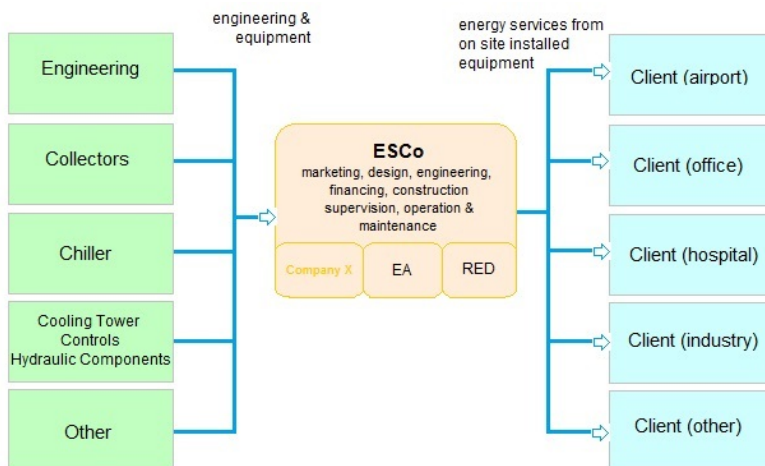 engineering &
equipment
energy services from
on site installed
equipment
Engineering
Collectors
Chiller
Cooling Tower
Controls
Hydraulic Components
Other
ESCo
marketing, design, engineering,
financing, construction
supervision, operation &
maintenance
Company X
EA
RED
Client (airport)
Client (office)
Client (hospital)
Client (industry)
Client (other)